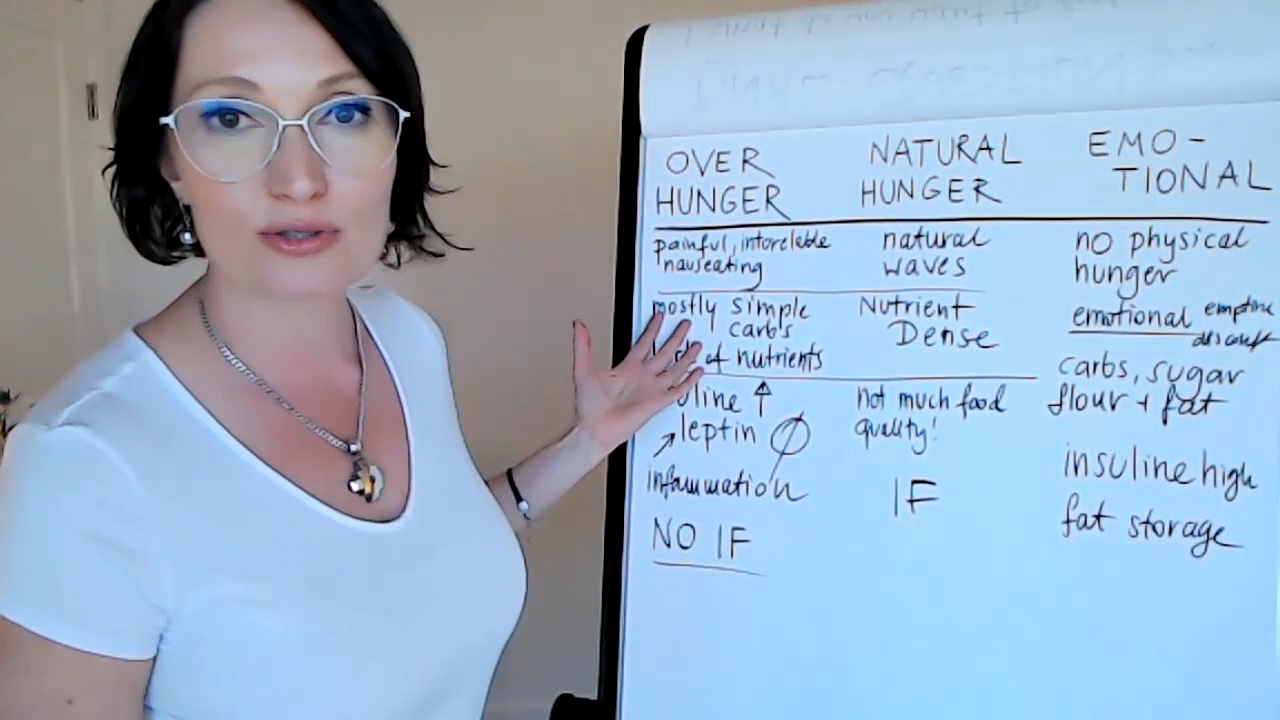 OVER
HUNGER
painful, intorelable
nauseating
mostly simple
carbs
of nutrients
leptin
inflammation
NO IF
NATURAL
HUNGER
natural
waves
Nutrient
Dense
not much food
quality!
IF
EMO-
TIONAL
no physical
hunger
emotional
carbs, sugar
flour + fat
insuline high
fat storage